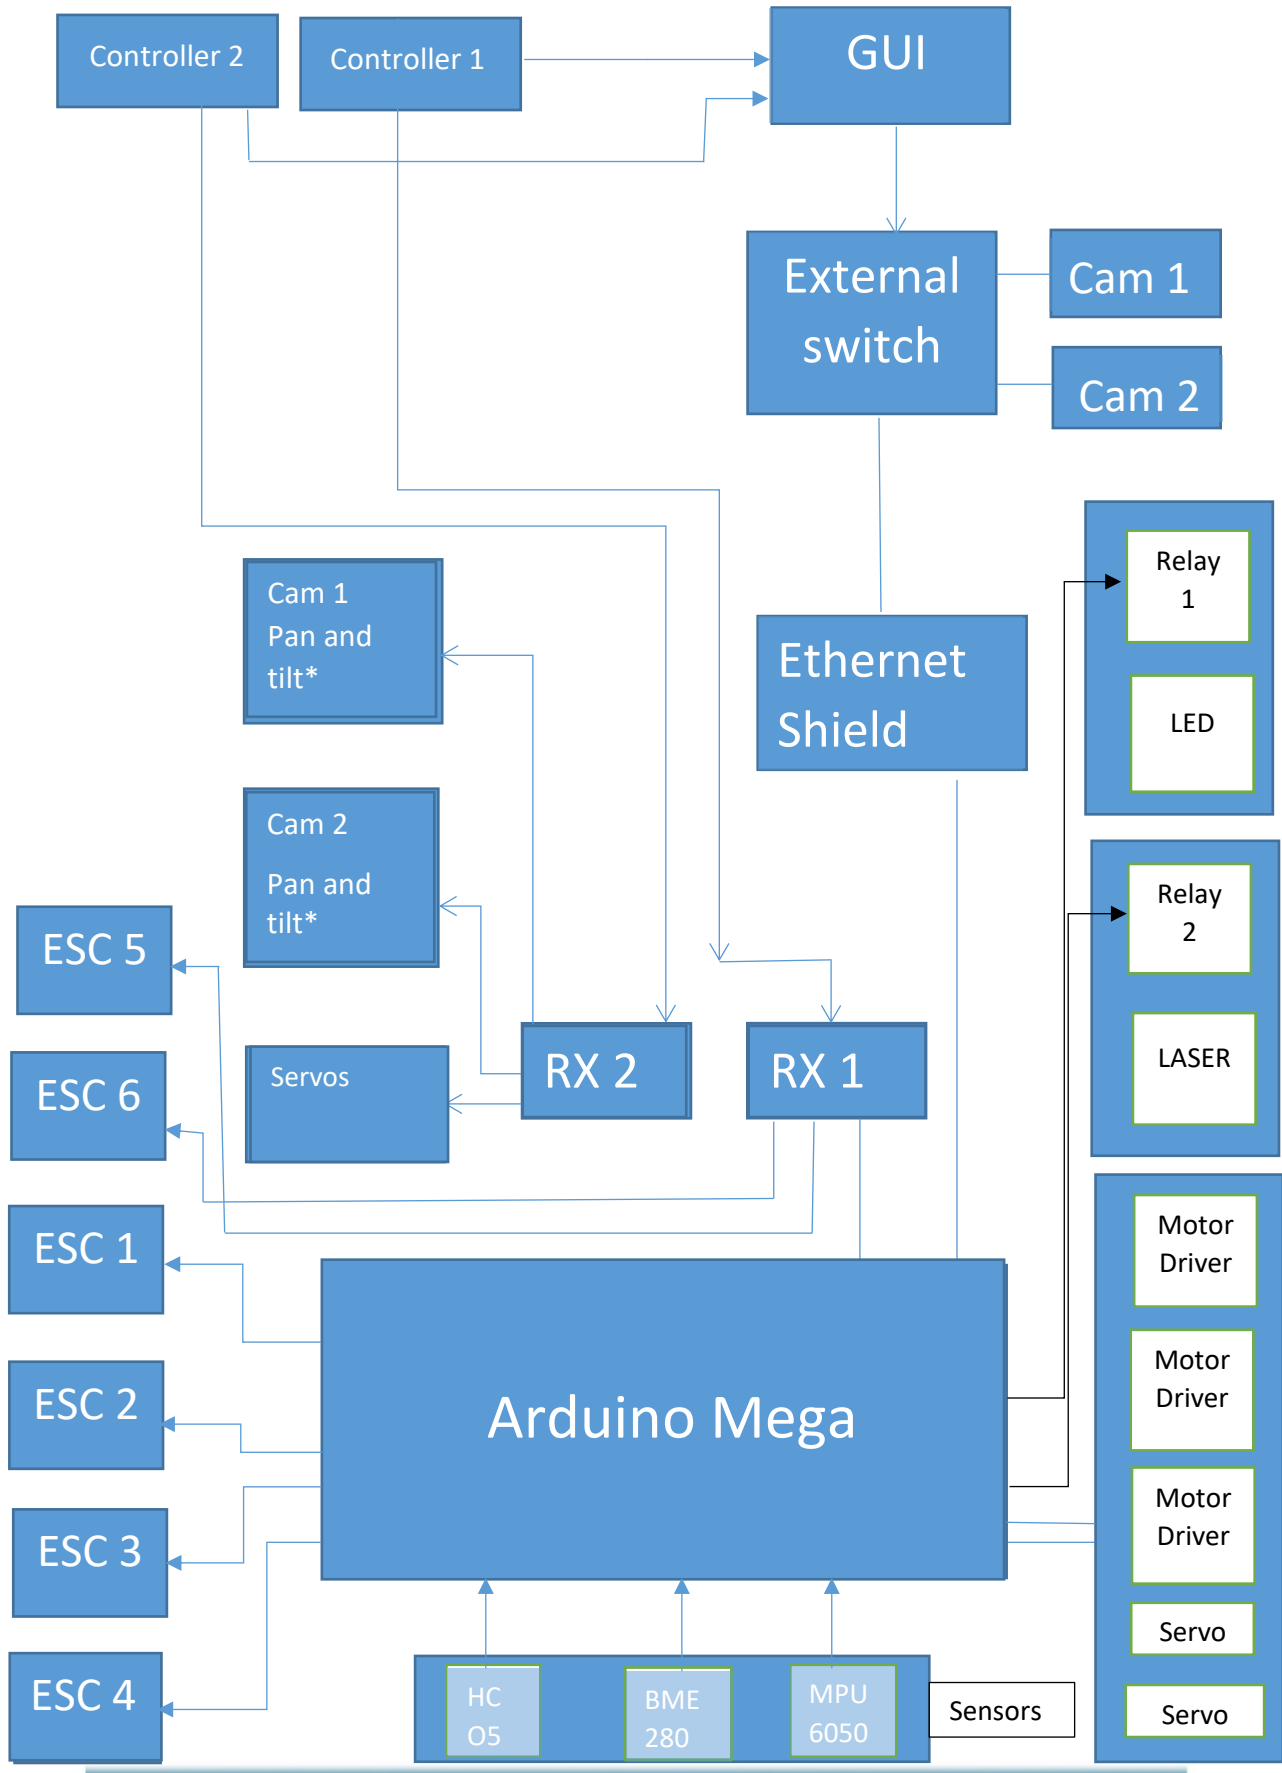 Controller 2
Controller 1
GUI
External
switch
Cam 1
Cam 2
Relay
1
LED
Cam 1
Pan and
tilt*
Ethernet
Shield
Cam 2
Pan and
tilt*
Relay
2
LASER
ESC 5
ESC 6
Servos
RX 2
RX 1
ESC 1
ESC 2
ESC 3
ESC 4
Arduino Mega
Motor
Driver
Motor
Driver
Motor
Driver
Servo
Servo
HC
O5
BME
280
MPU
6050
Sensors